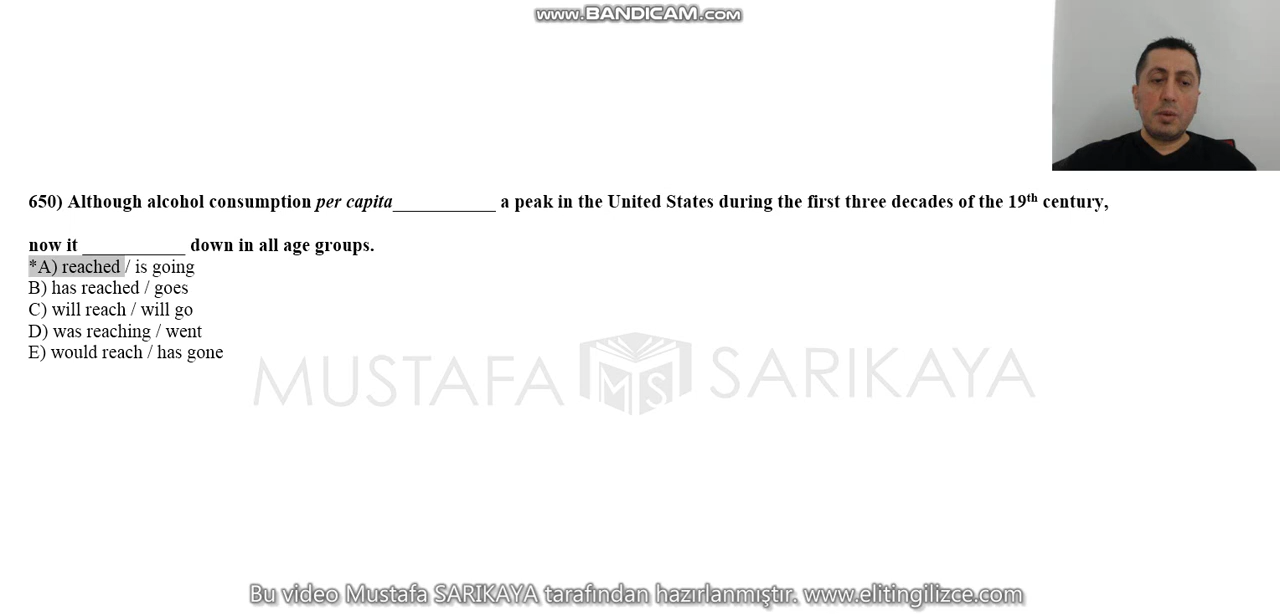 www.BANDICAM.com
650) Although alcohol consumption per capita___________ a peak in the United States during the first three decades of the 19th century,
now it ___________ down in all age groups.
*A) reached / is going
B) has reached / goes
C) will reach / will go
D) was reaching / went
E) would reach / has gone
MUSTAFA MS SARIKAYA
Bu video Mustafa SARIKAYA tarafından hazırlanmıştır. www.elitingilizce.com